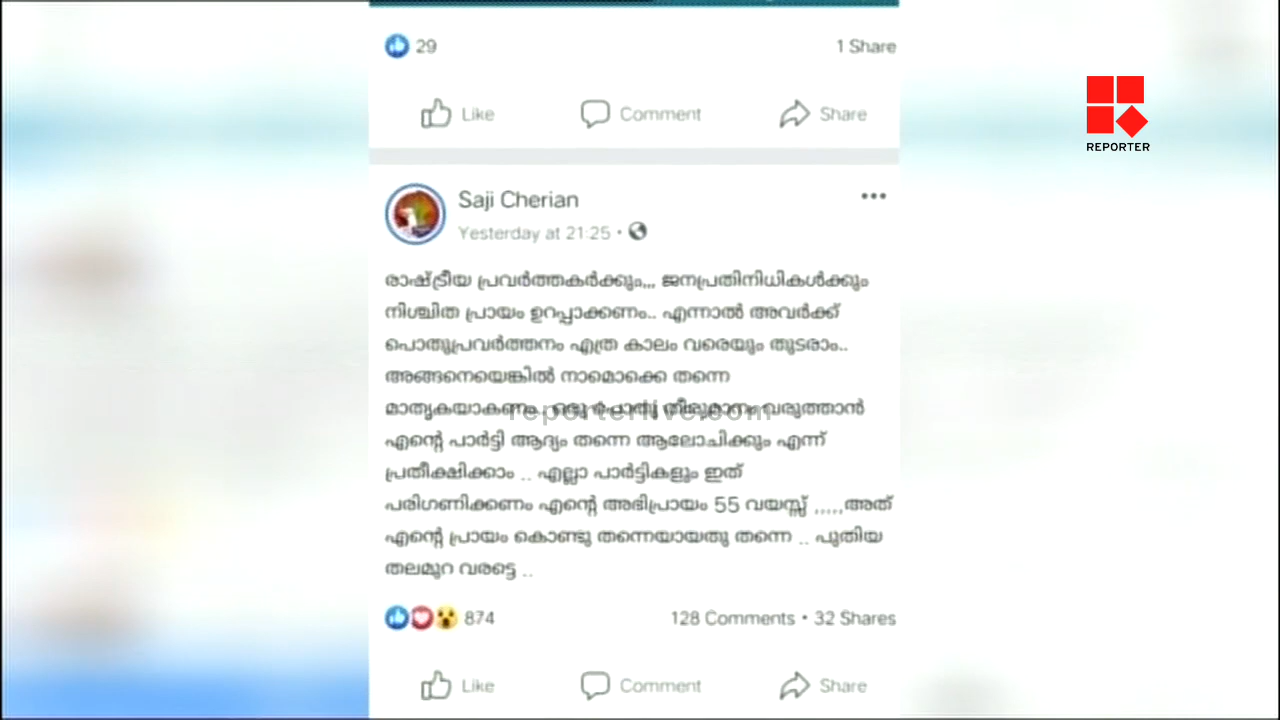 29 1 Share
Like Comment Share
REPORTER
Saji Cherian
Yesterday at 21:25 •
രാഷ്ട്രീയ പ്രവർത്തകർക്കും,,, ജനപ്രതിനിധികൾക്കും
നിശ്ചിത പ്രായം ഉറപ്പാക്കണം.. എന്നാൽ അവർക്ക്
പൊതുപ്രവർത്തനം എത്ര കാലം വരെയും തുടരാം..
അങ്ങനെയെങ്കിൽ നാമൊക്കെ തന്നെ
മാതൃകയാകണം.. ഒരു പൊതു തീരുമാനം വരുത്താൻ
reporterlive.com
എന്റെ പാർട്ടി ആദ്യം തന്നെ ആലോചിക്കും എന്ന്
പ്രതീക്ഷിക്കാം .. എല്ലാ പാർട്ടികളും ഇത്
പരിഗണിക്കണം എന്റെ അഭിപ്രായം 55 വയസ്സ് ,,,,,അത്
എന്റെ പ്രായം കൊണ്ടു തന്നെയായതു തന്നെ .. പുതിയ
തലമുറ വരട്ടെ ..
874 128 Comments • 32 Shares
Like Comment Share